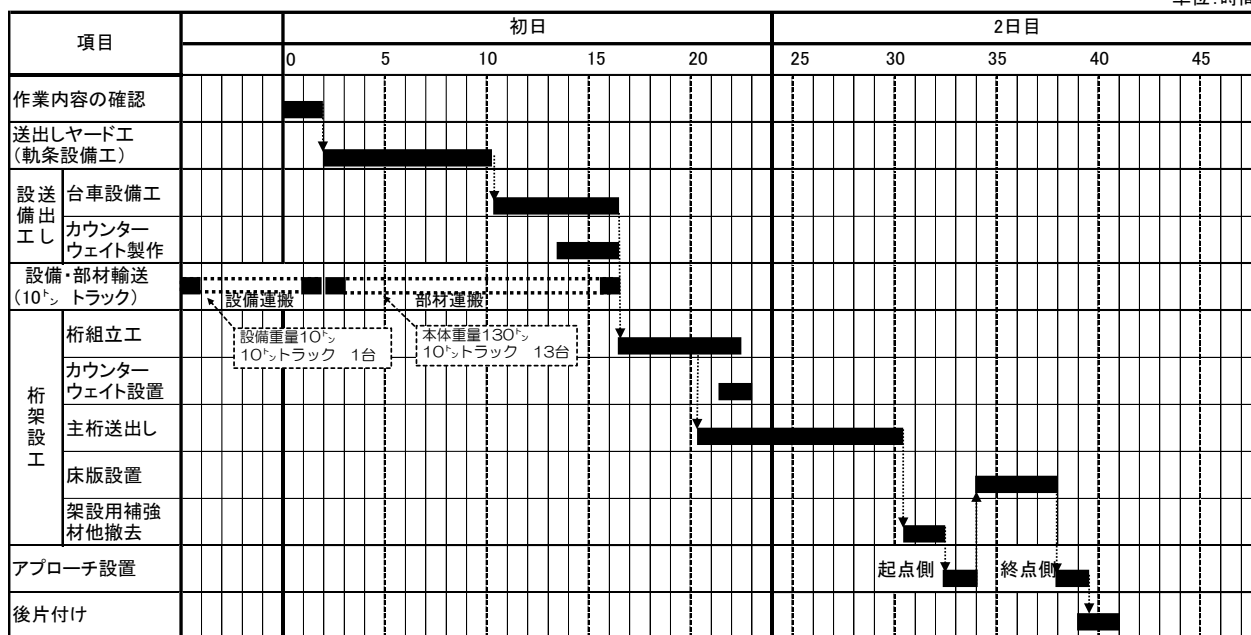 単位：時間
項目
初日
2日目
0 5 10 15 20 25 30 35 40 45
作業内容の確認
送出しヤード工
（軌条設備工）
送出し設備工
台車設備工
カウンター
ウェイト製作
設備・部材輸送
（10トン トラック）
設備運搬
部材運搬
設備重量10トン
10トントラック 1台
本体重量130トン
10トントラック 13台
桁架設工
桁組立工
カウンター
ウェイト設置
主桁送出し
床版設置
架設用補強
材他撤去
アプローチ設置
起点側
終点側
後片付け